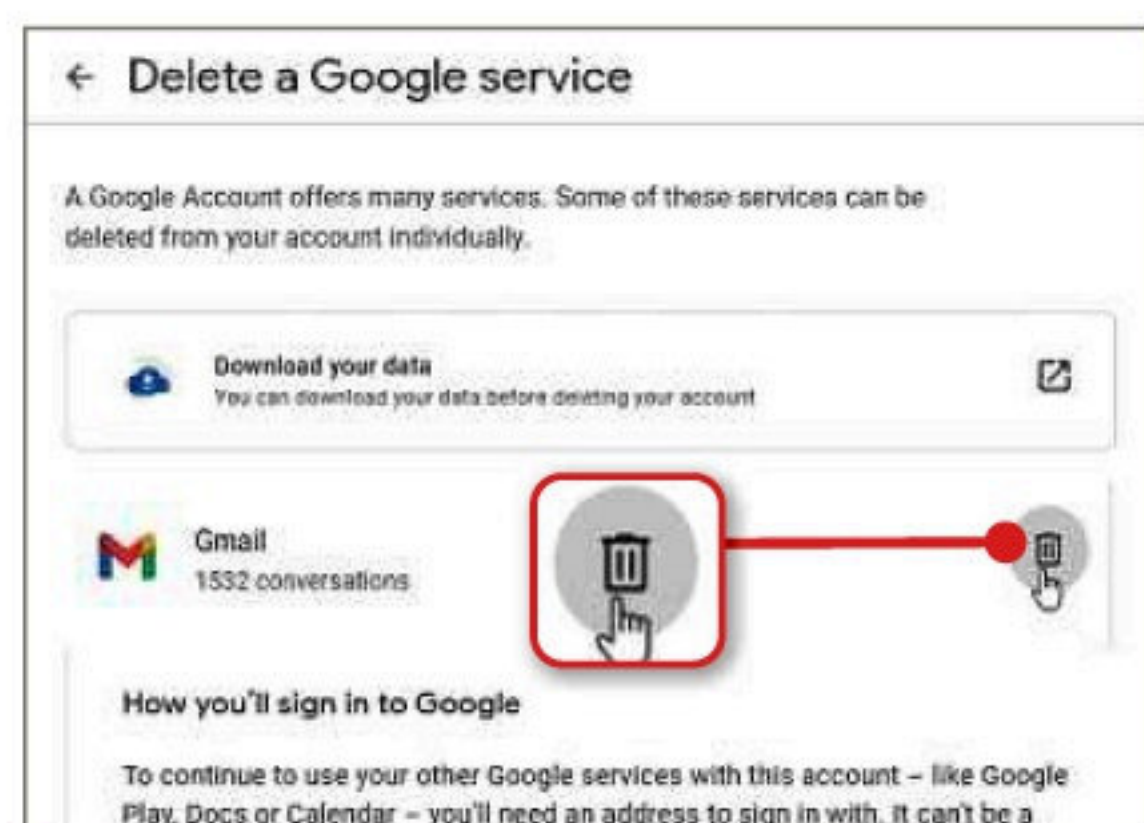 ← Delete a Google service
A Google Account offers many services. Some of these services can be
deleted from your account individually.
Download your data
You can download your data before deleting your account
Gmail
1532 conversations
How you'll sign in to Google
To continue to use your other Google services with this account – like Google
Play, Docs or Calendar – you'll need an address to sign in with. It can't be a